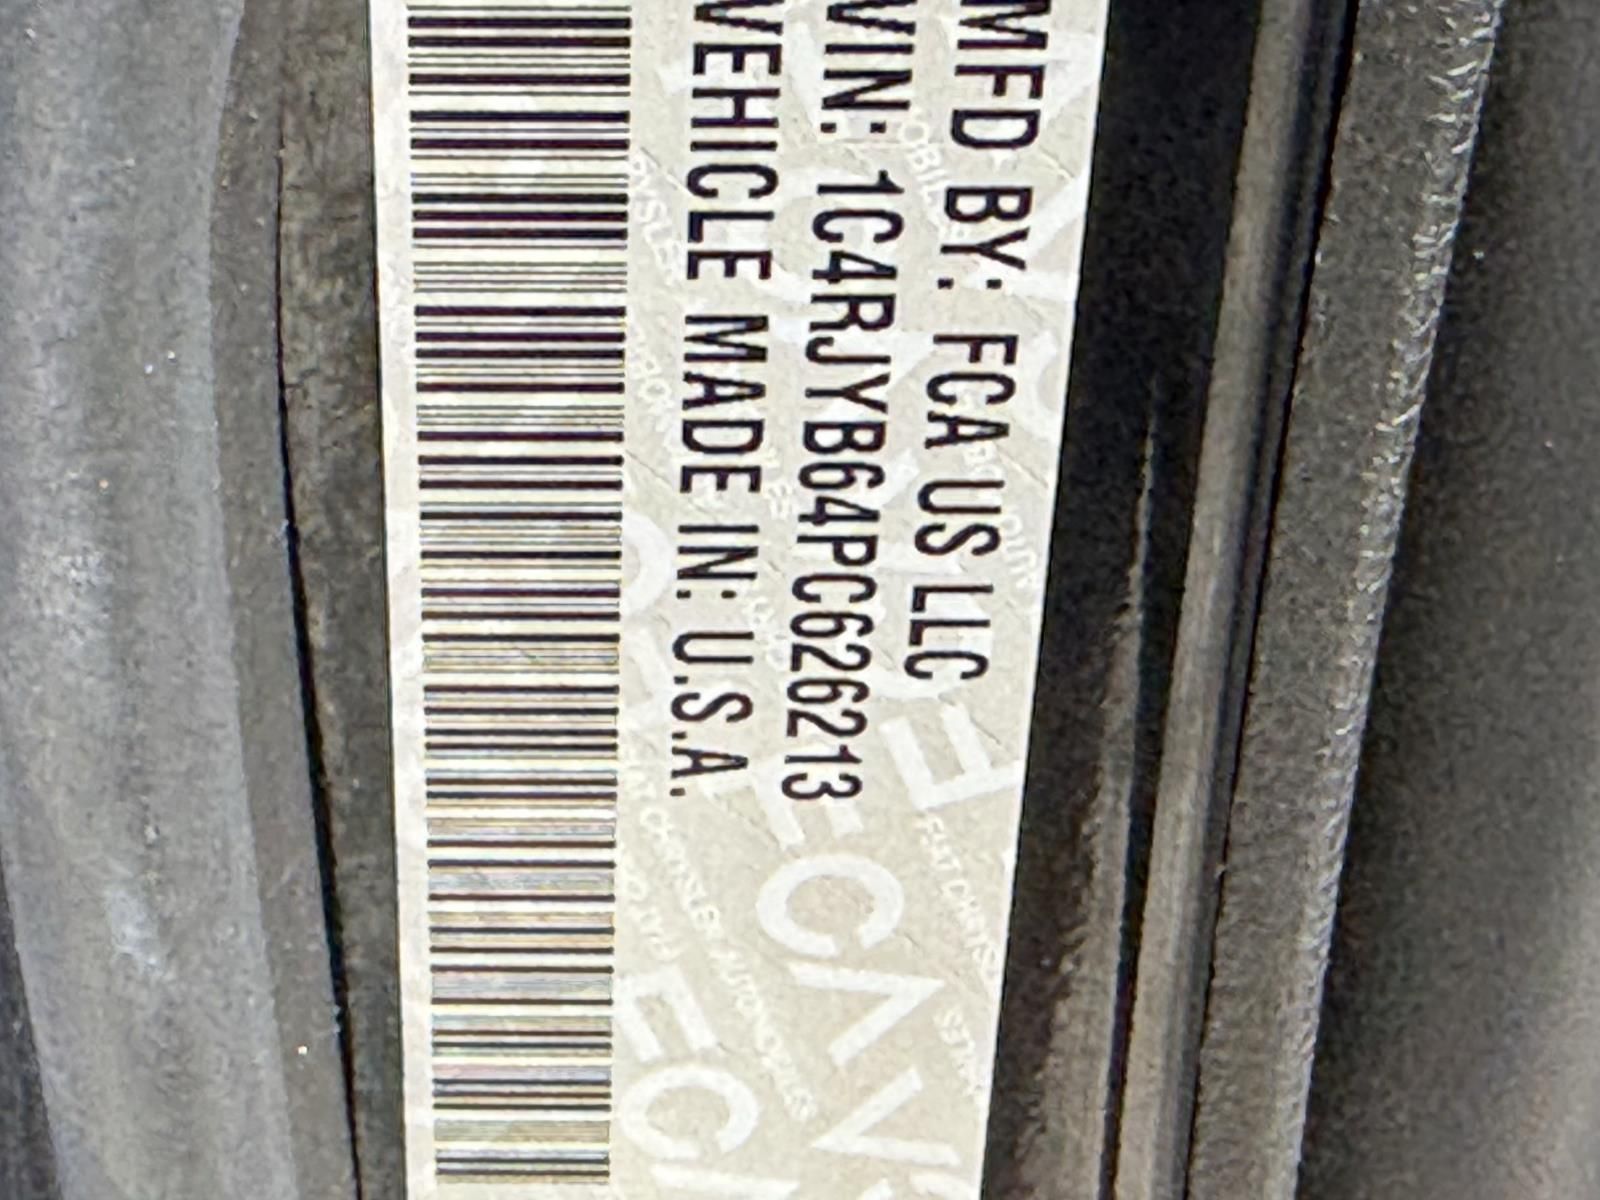 MFD BY: FCA US LLC
VIN: 1C4RJYB64PC626213
VEHICLE MADE IN: U.S.A.